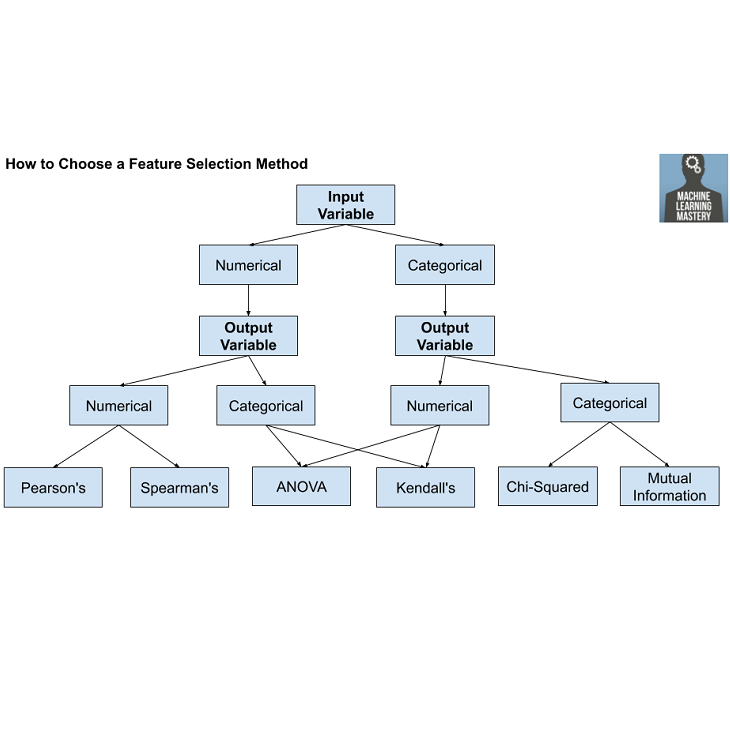 How to Choose a Feature Selection Method
MACHINE
LEARNING
MASTERY
Input
Variable
Numerical
Categorical
Output
Variable
Output
Variable
Numerical
Categorical
Numerical
Categorical
Pearson's
Spearman's
ANOVA
Kendall's
Chi-Squared
Mutual
Information